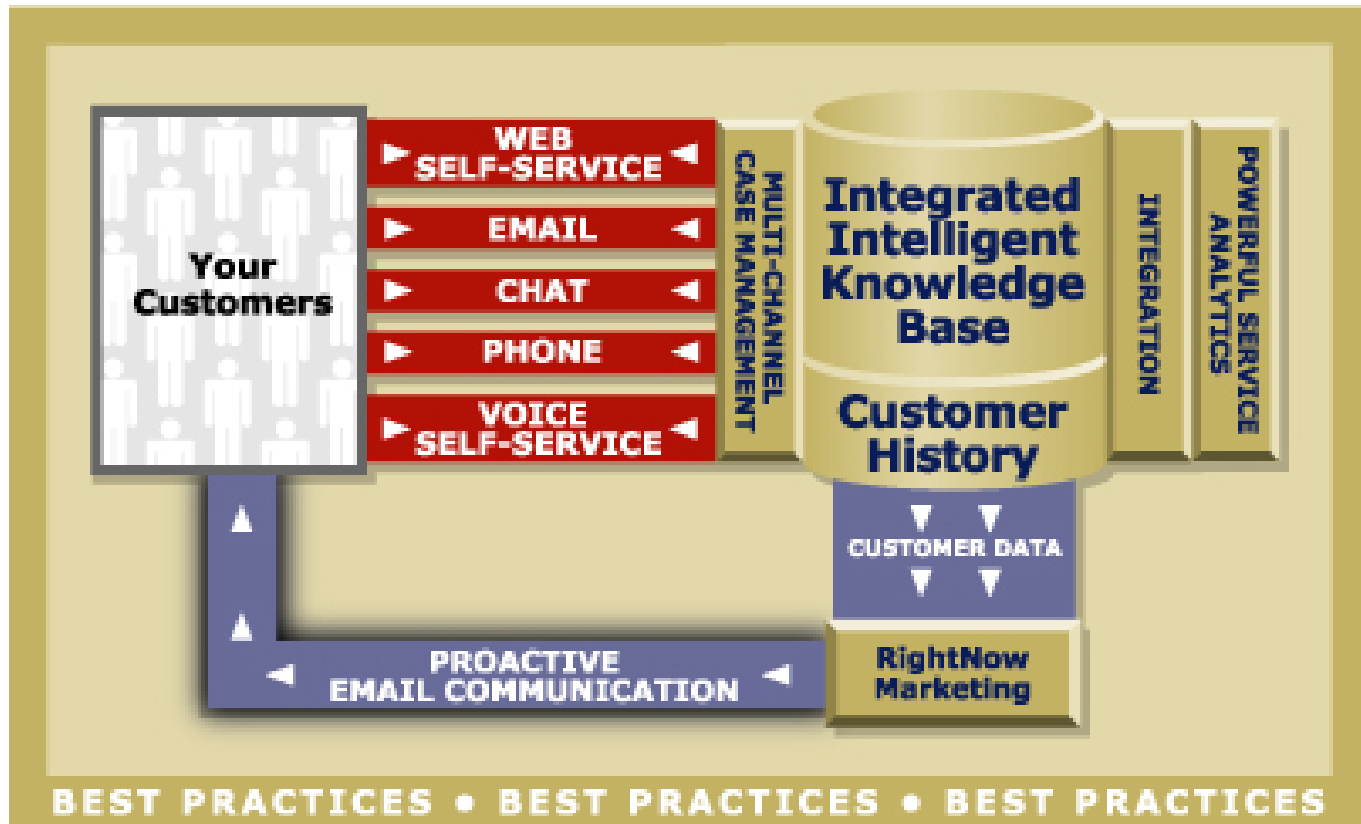 Your
Customers
WEB
SELF-SERVICE
EMAIL
CHAT
PHONE
VOICE
SELF-SERVICE
MULTI-CHANNEL
CASE MANAGEMENT
Integrated
Intelligent
Knowledge
Base
Customer
History
INTEGRATION
POWERFUL SERVICE
ANALYTICS
CUSTOMER DATA
RightNow
Marketing
PROACTIVE
EMAIL COMMUNICATION
BEST PRACTICES • BEST PRACTICES • BEST PRACTICES